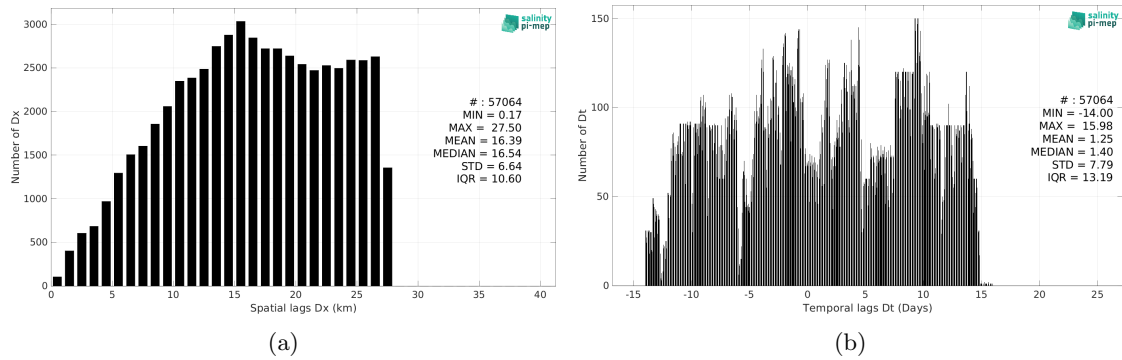 3000
2500
2000
1500
1000
500
0
Number of Dx
0 5 10 15 20 25 30 35 40
Spatial lags Dx (km)
salinity
pi-mep
# : 57064
MIN = 0.17
MAX = 27.50
MEAN = 16.39
MEDIAN = 16.54
STD = 6.64
IQR = 10.60
(a)
150
100
50
0
Number of Dt
-15 -10 -5 0 5 10 15 20 25
Temporal lags Dt (Days)
salinity
pi-mep
# : 57064
MIN = -14.00
MAX = 15.98
MEAN = 1.25
MEDIAN = 1.40
STD = 7.79
IQR = 13.19
(b)